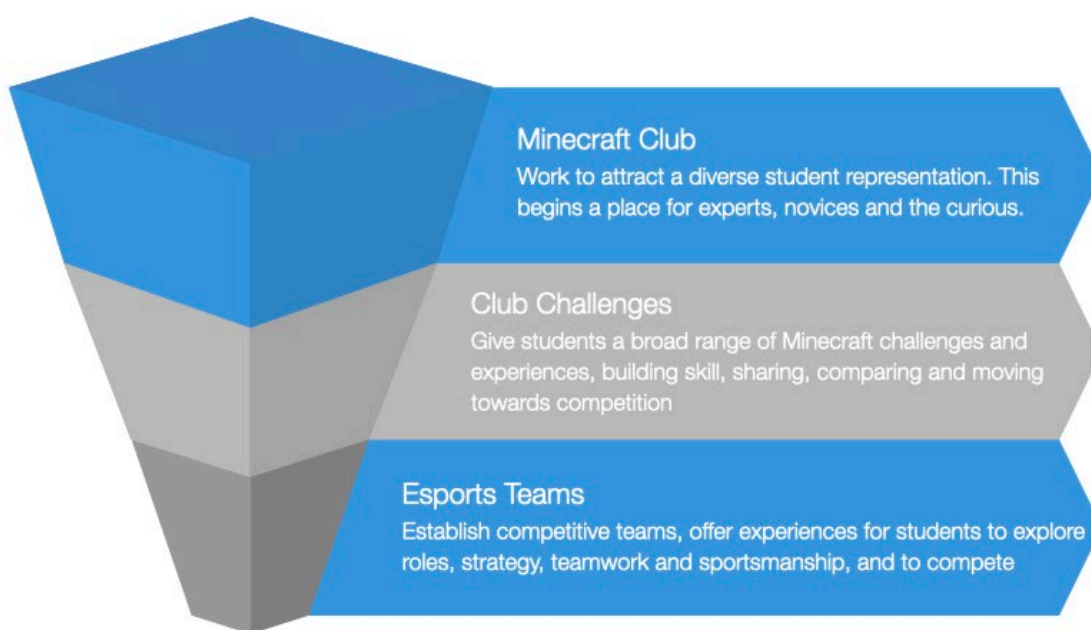 Minecraft Club
Work to attract a diverse student representation. This
begins a place for experts, novices and the curious.
Club Challenges
Give students a broad range of Minecraft challenges and
experiences, building skill, sharing, comparing and moving
towards competition
Esports Teams
Establish competitive teams, offer experiences for students to explore
roles, strategy, teamwork and sportsmanship, and to compete